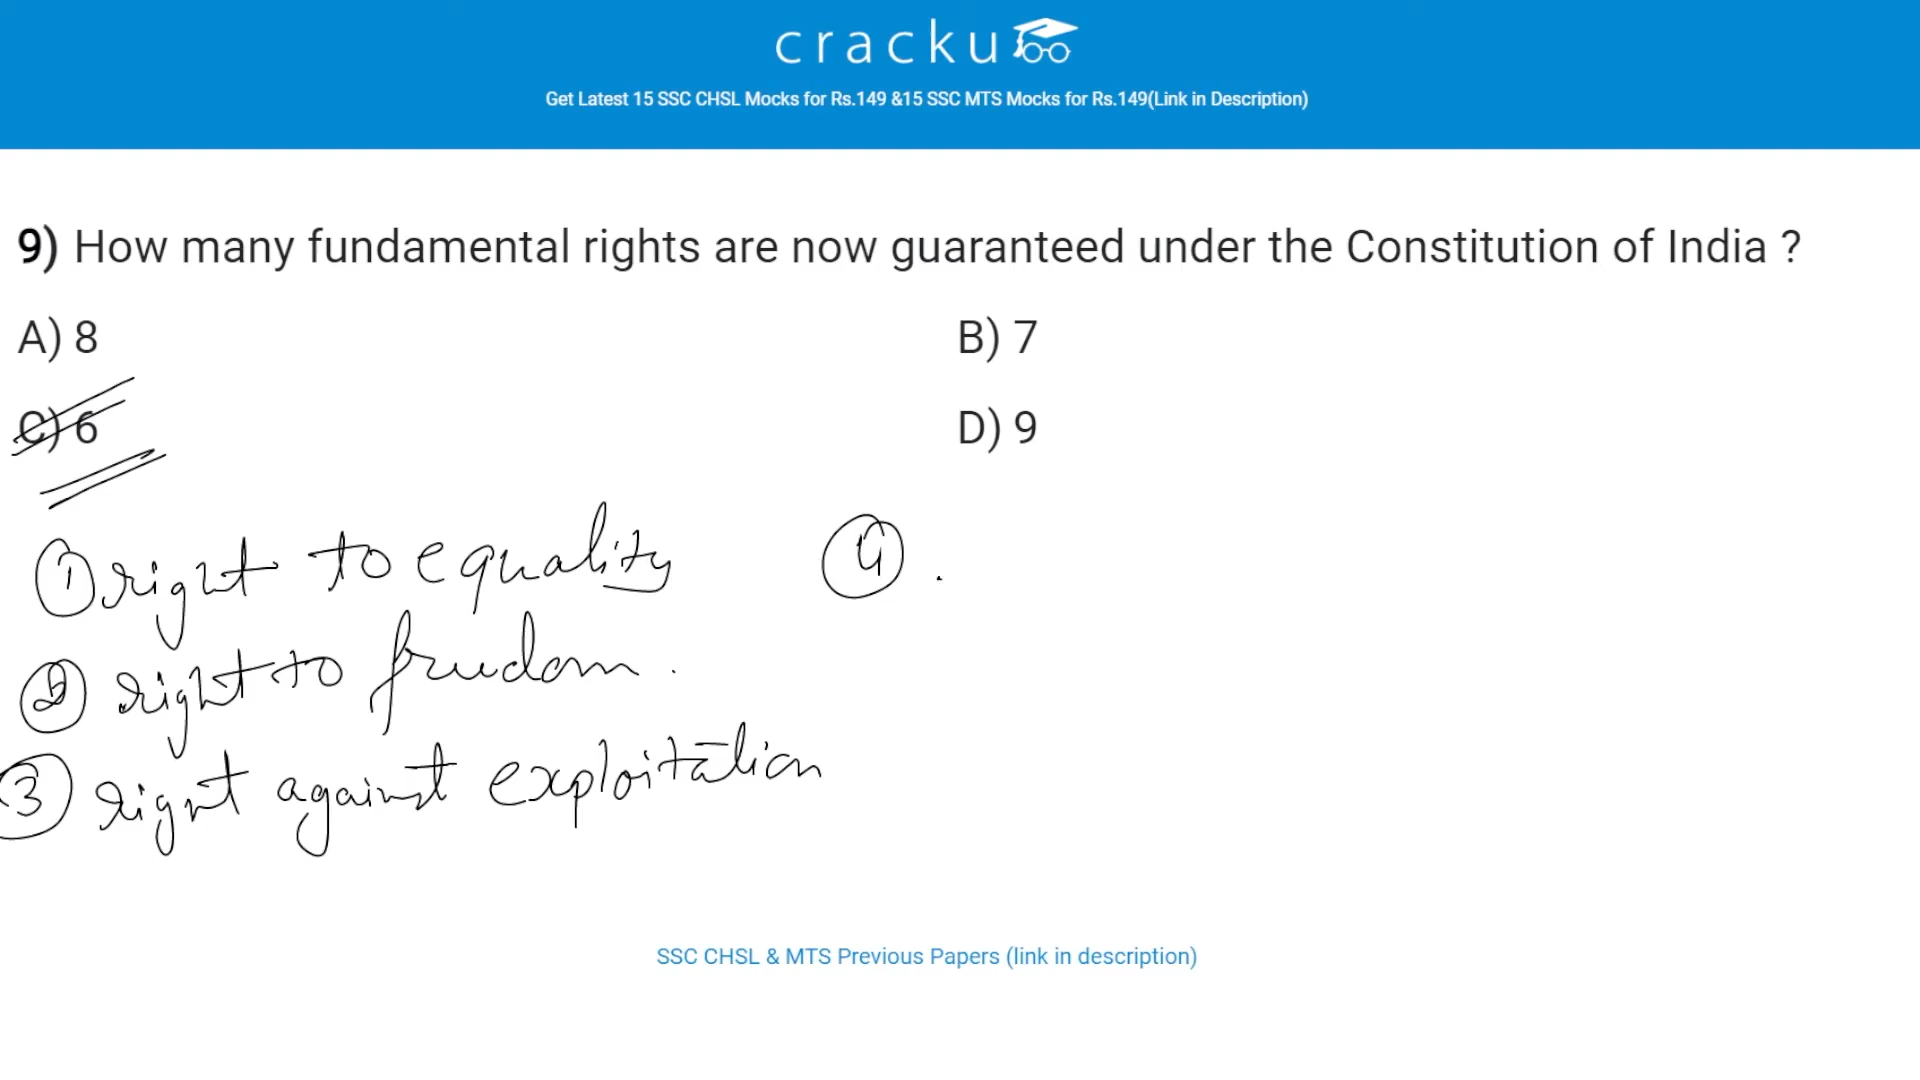 cracku
Get Latest 15 SSC CHSL Mocks for Rs.149 &15 SSC MTS Mocks for Rs.149(Link in Description)
9) How many fundamental rights are now guaranteed under the Constitution of India ?
A) 8
B) 7
C) 6
D) 9
① right to equality
② right to freedom.
③ right against exploitation
④ .
SSC CHSL & MTS Previous Papers (link in description)